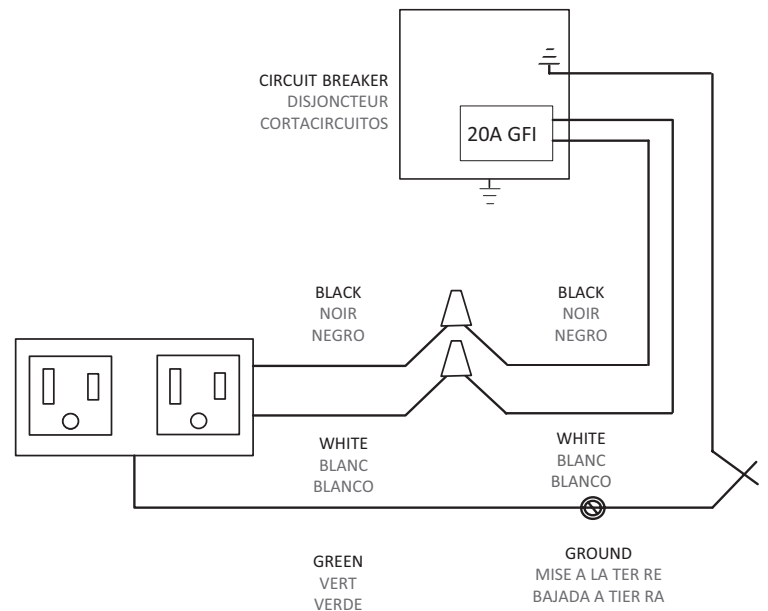 CIRCUIT BREAKER
DISJONCTEUR
CORTACIRCUITOS
20A GFI
BLACK
NOIR
NEGRO
BLACK
NOIR
NEGRO
WHITE
BLANC
BLANCO
WHITE
BLANC
BLANCO
GREEN
VERT
VERDE
GROUND
MISE A LA TER RE
BAJADA A TIER RA